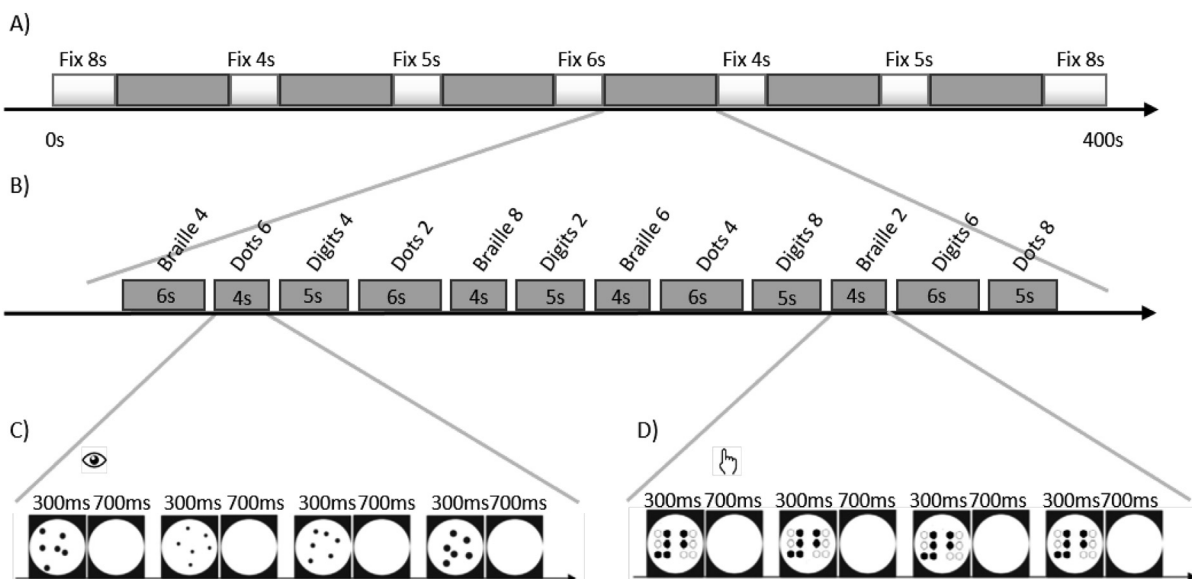 A)
Fix 8s Fix 4s Fix 5s Fix 6s Fix 4s Fix 5s Fix 8s
0s 400s
B)
Braille 4 Dots 6 Digits 4 Dots 2 Braille 8 Digits 2 Braille 6 Dots 4 Digits 8 Braille 2 Digits 6 Dots 8
6s 4s 5s 6s 4s 5s 4s 6s 5s 4s 6s 5s
C) D)
300ms 700ms 300ms 700ms 300ms 700ms 300ms 700ms 300ms 700ms 300ms 700ms 300ms 700ms 300ms 700ms